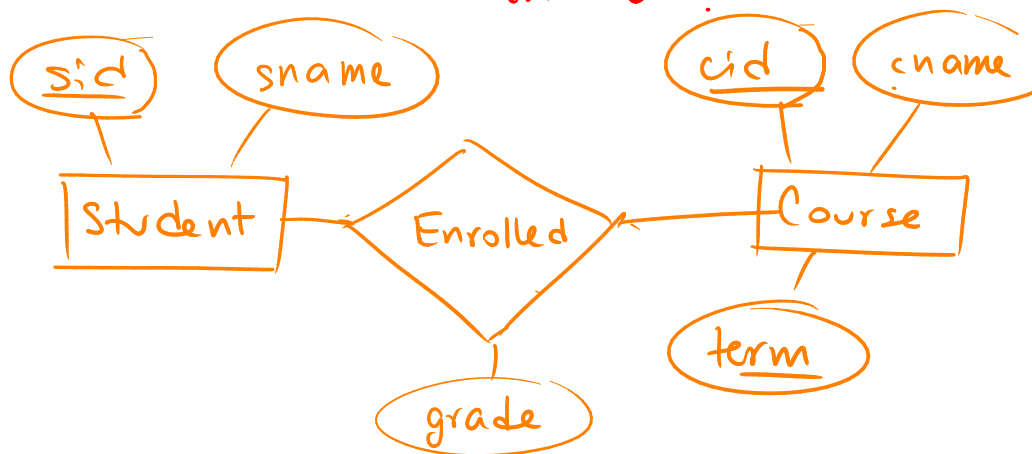 sid
sname
cid
cname
Student
Enrolled
Course
term
grade